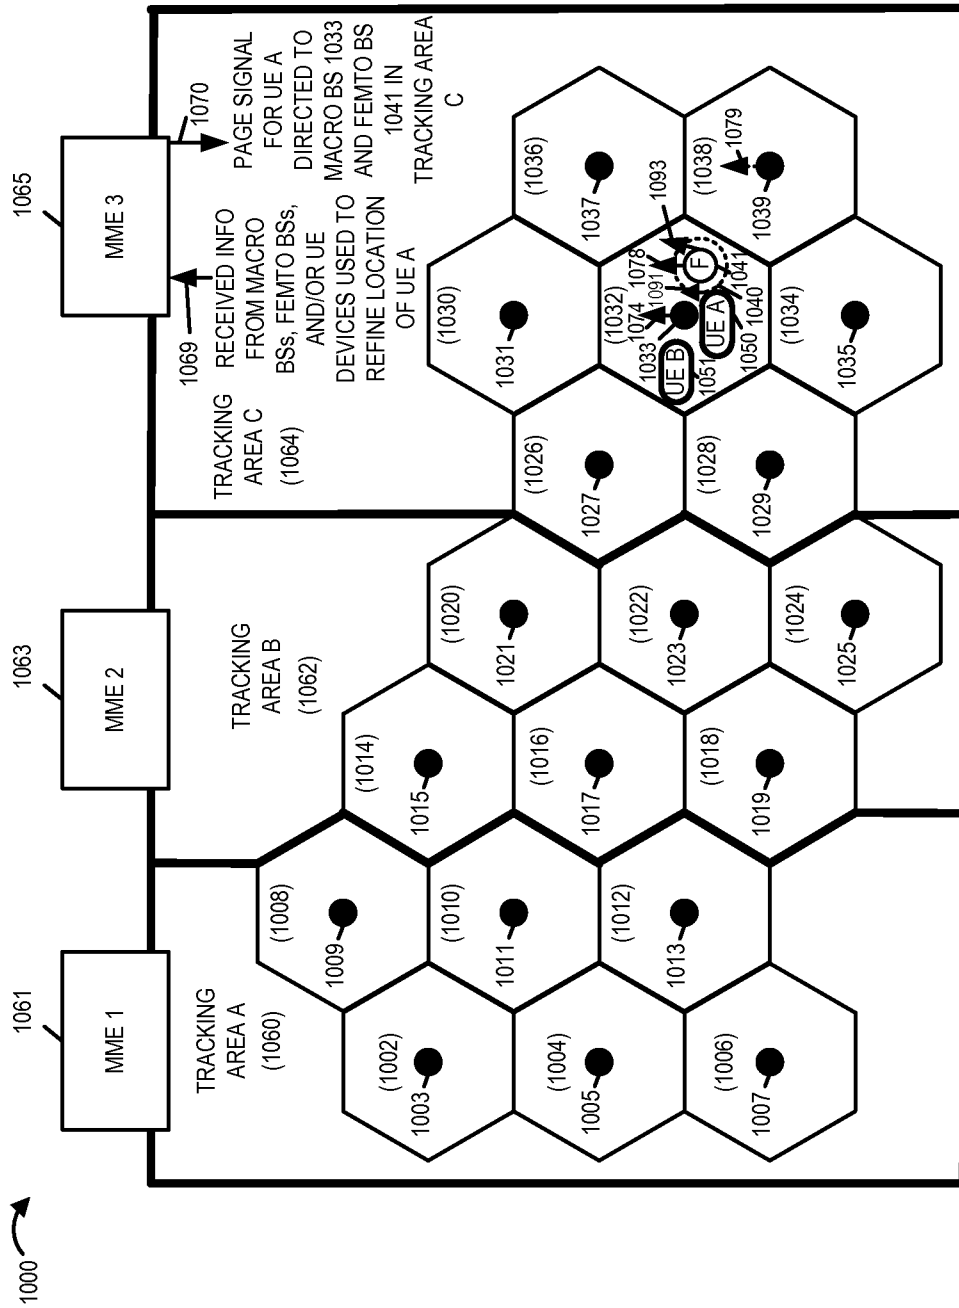 1000
1061
1063
1065
MME 1
MME 2
MME 3
1069
1070
RECEIVED INFO
FROM MACRO
BSs, FEMTO BSs,
AND/OR UE
DEVICES USED TO
REFINE LOCATION
OF UE A
PAGE SIGNAL
FOR UE A
DIRECTED TO
MACRO BS 1033
AND FEMTO BS
1041 IN
TRACKING AREA
C
TRACKING
AREA A
(1060)
TRACKING
AREA B
(1062)
TRACKING
AREA C
(1064)
(1002)
1003
(1004)
1005
(1006)
1007
(1008)
1009
(1010)
1011
(1012)
1013
(1014)
1015
(1016)
1017
(1018)
1019
(1020)
1021
(1022)
1023
(1024)
1025
(1026)
1027
(1028)
1029
(1030)
1031
(1032)
1074
1033
1091
1078
1093
UE B
1051
UE A
1050
F
1041
1040
(1034)
1035
(1036)
1037
(1038)
1039
1079